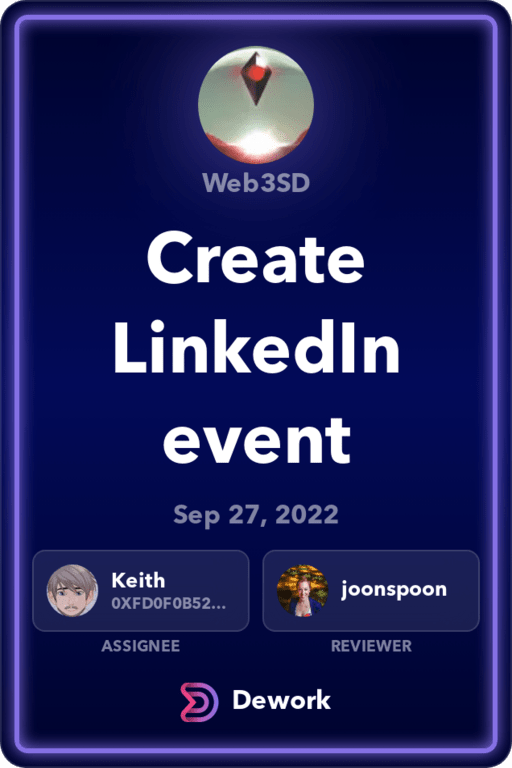 Web3SD
Create
LinkedIn
event
Sep 27, 2022
Keith
0XFD0F0B52...
ASSIGNEE
joonspoon
REVIEWER
Dework